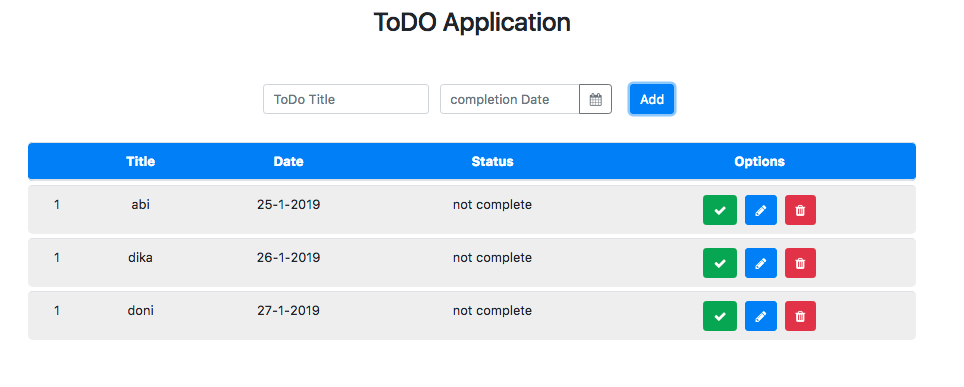 ToDO Application
ToDo Title completion Date Add
Title Date Status Options
1 abi 25-1-2019 not complete
1 dika 26-1-2019 not complete
1 doni 27-1-2019 not complete